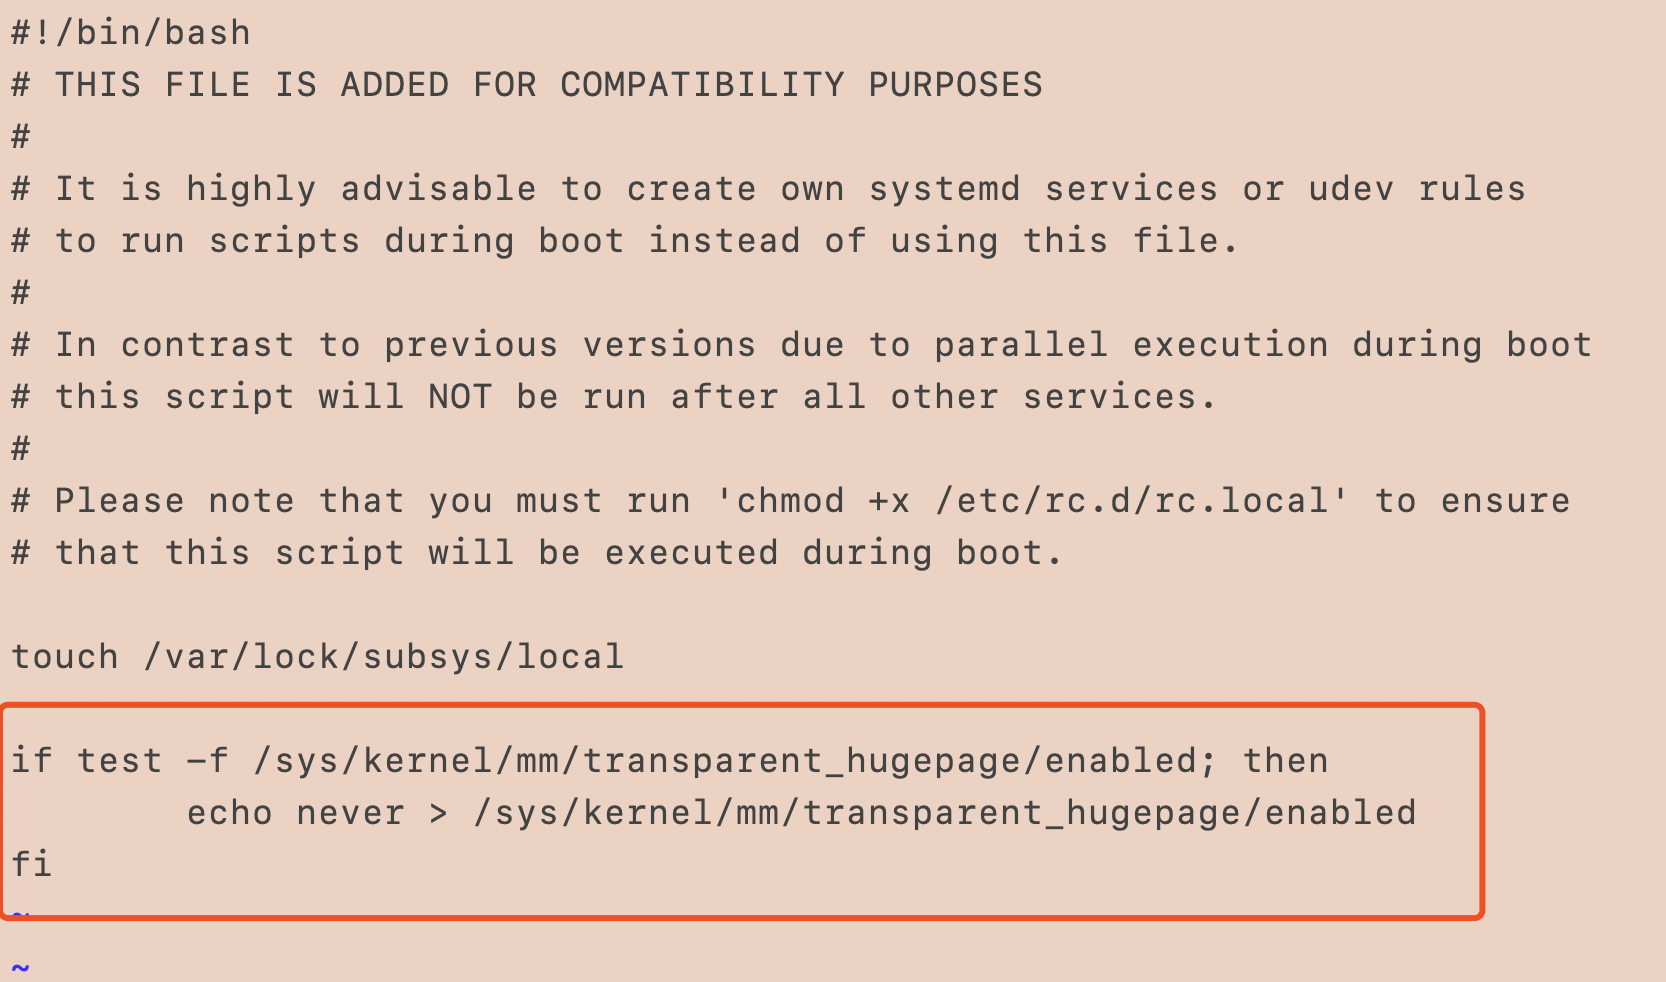 #!/bin/bash
# THIS FILE IS ADDED FOR COMPATIBILITY PURPOSES
#
# It is highly advisable to create own systemd services or udev rules
# to run scripts during boot instead of using this file.
#
# In contrast to previous versions due to parallel execution during boot
# this script will NOT be run after all other services.
#
# Please note that you must run 'chmod +x /etc/rc.d/rc.local' to ensure
# that this script will be executed during boot.

touch /var/lock/subsys/local

if test -f /sys/kernel/mm/transparent_hugepage/enabled; then
        echo never > /sys/kernel/mm/transparent_hugepage/enabled
fi
~
~